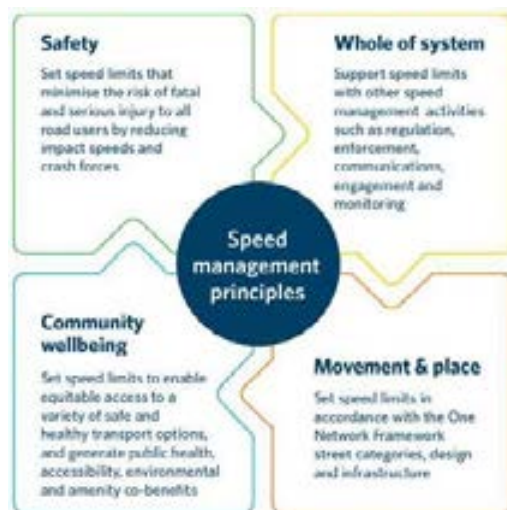 Safety
Set speed limits that
minimise the risk of fatal
and serious injury to all
road users by reducing
impact speeds and
crash forces
Whole of system
Support speed limits
with other speed
management activities
such as regulation,
enforcement,
communications,
engagement and
monitoring
Speed
management
principles
Community
wellbeing
Set speed limits to enable
equitable access to a
variety of safe and
healthy transport options,
and generate public health,
accessibility, environmental
and amenity co-benefits
Movement & place
Set speed limits in
accordance with the One
Network Framework
street categories, design
and infrastructure